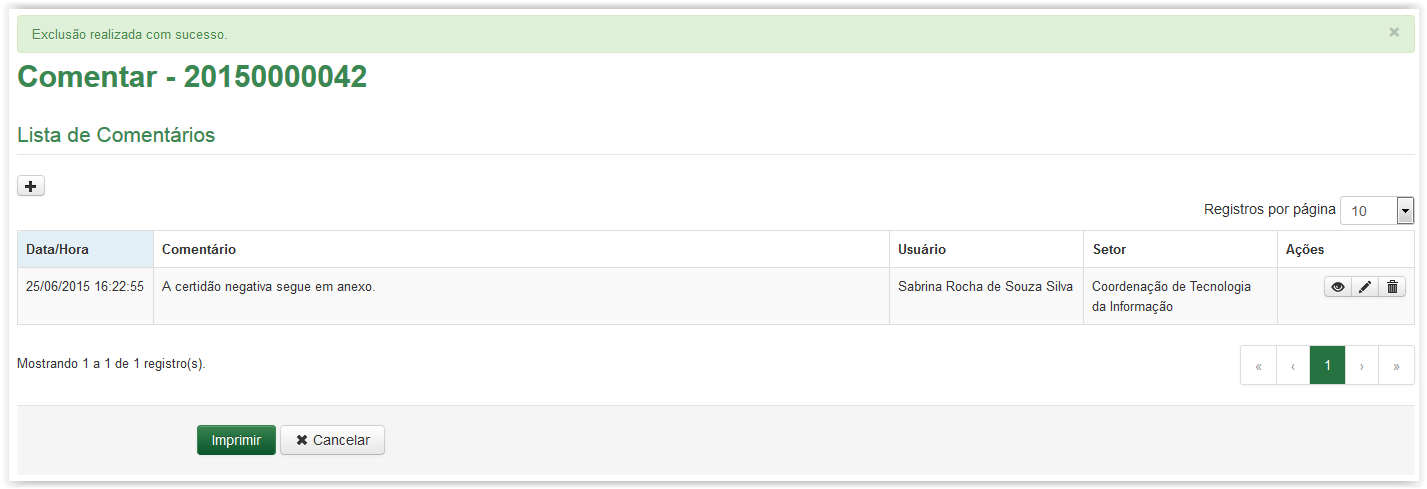 Exclusão realizada com sucesso. ×
Comentar - 20150000042
Lista de Comentários
Registros por página 10
Data/Hora Comentário Usuário Setor Ações
25/06/2015 16:22:55 A certidão negativa segue em anexo. Sabrina Rocha de Souza Silva Coordenação de Tecnologia
da Informação
Mostrando 1 a 1 de 1 registro(s).
« ‹ 1 › »
Imprimir Cancelar